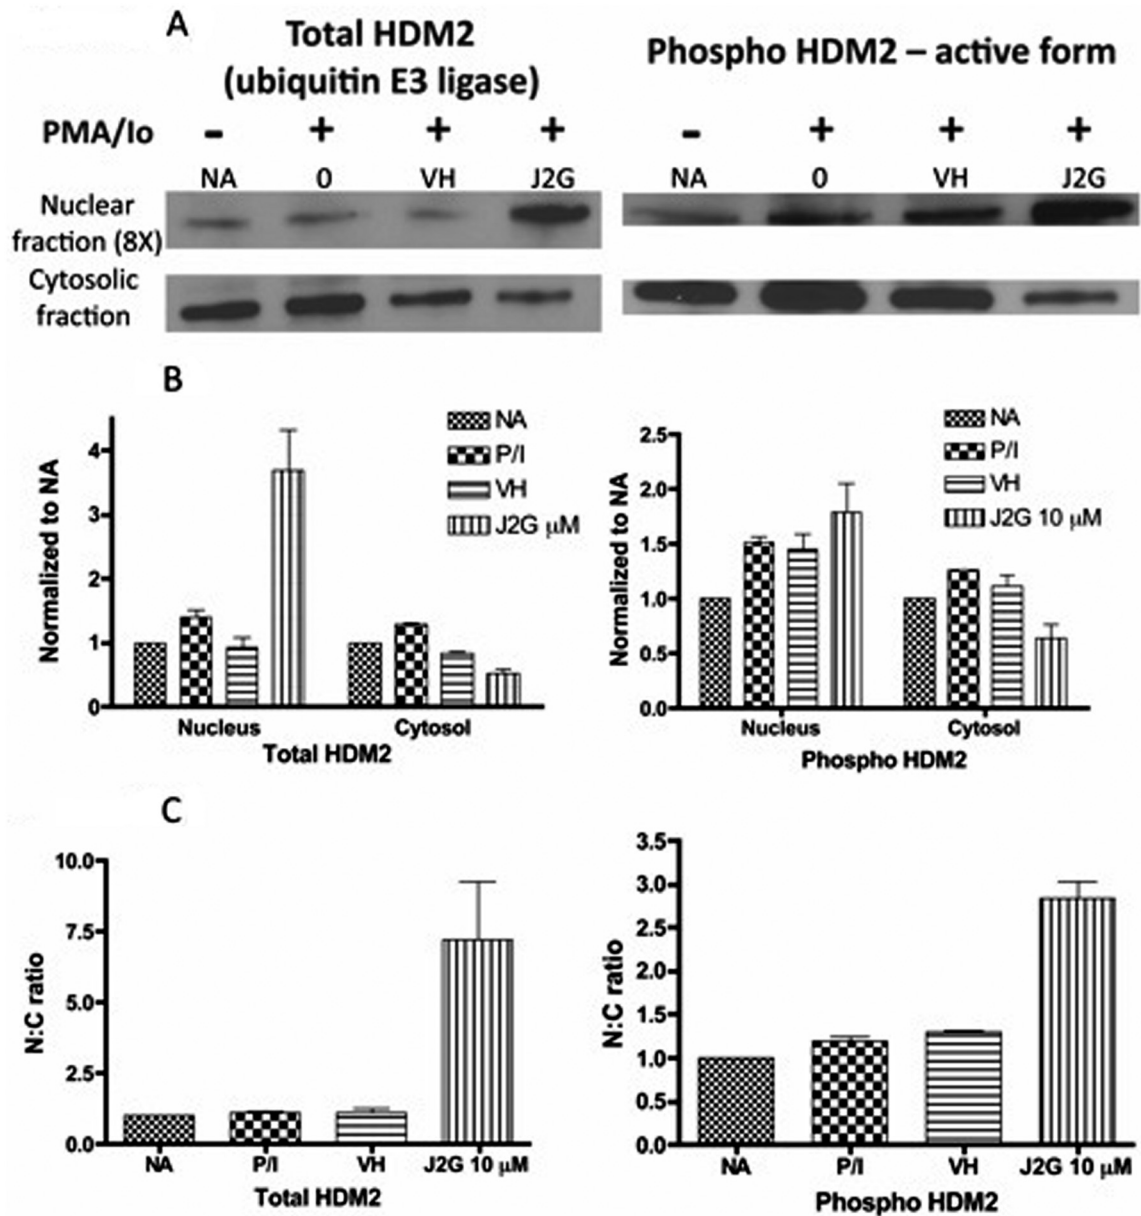 A
Total HDM2
(ubiquitin E3 ligase)
Phospho HDM2 – active form
PMA/Io - + + + - + + +
NA 0 VH J2G NA 0 VH J2G
Nuclear
fraction (8X)
Cytosolic
fraction
B
Normalized to NA
4
3
2
1
0
NA
P/I
VH
J2G μM
Nucleus Cytosol
Total HDM2
Normalized to NA
2.5
2.0
1.5
1.0
0.5
0.0
NA
P/I
VH
J2G 10 μM
Nucleus Cytosol
Phospho HDM2
C
N:C ratio
10.0
7.5
5.0
2.5
0.0
NA P/I VH J2G 10 μM
Total HDM2
N:C ratio
3.5
3.0
2.5
2.0
1.5
1.0
0.5
0.0
NA P/I VH J2G 10 μM
Phospho HDM2